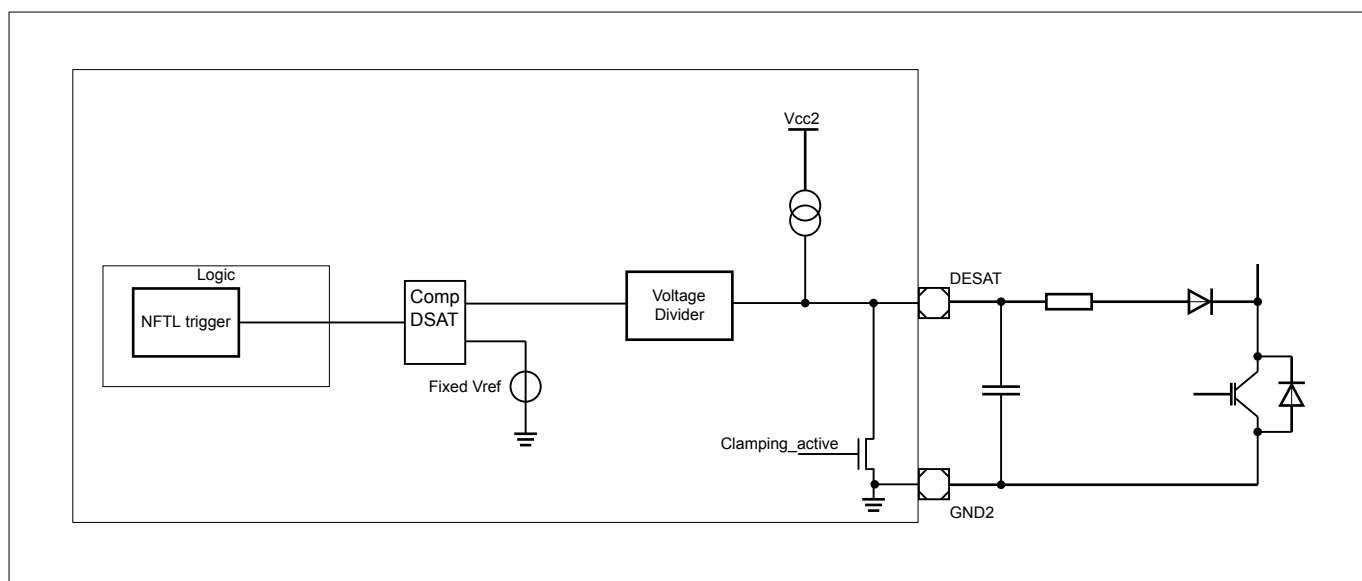 Vcc2
Logic
NFTL trigger
Comp
DSAT
Voltage
Divider
DESAT
Fixed Vref
Clamping_active
GND2